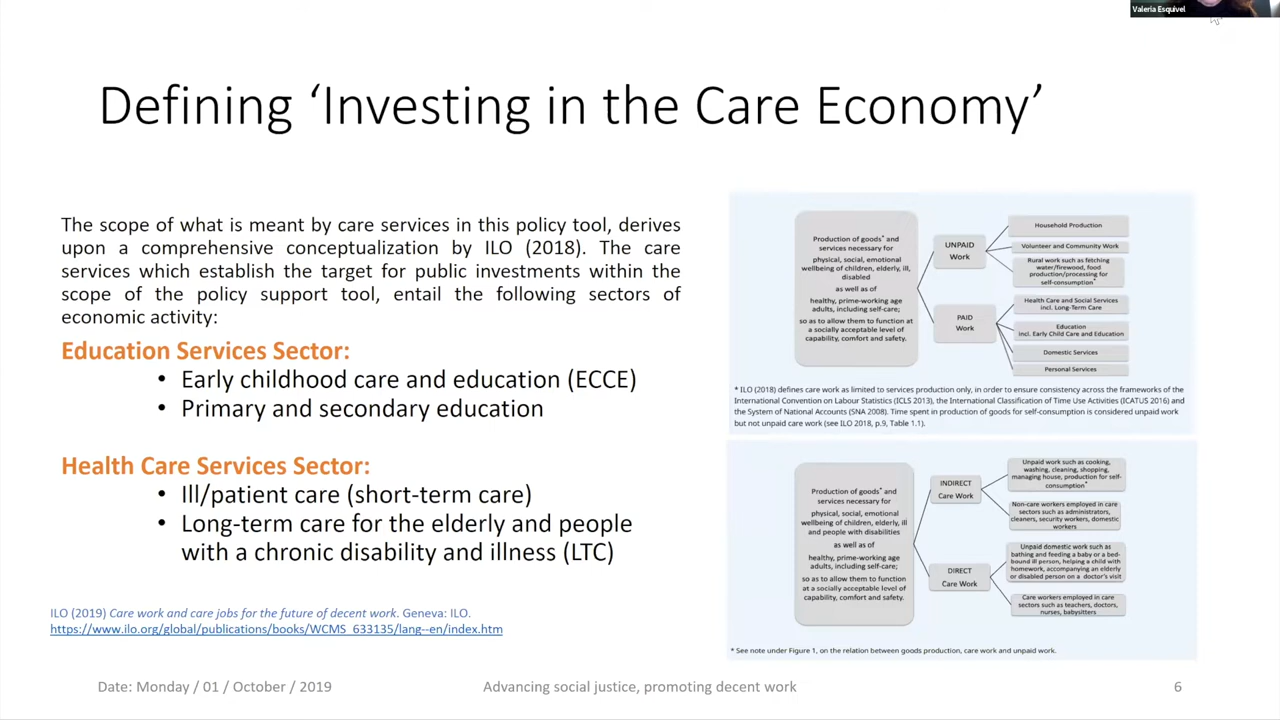 Valeria Esquivel
Defining ‘Investing in the Care Economy’
The scope of what is meant by care services in this policy tool, derives
upon a comprehensive conceptualization by ILO (2018). The care
services which establish the target for public investments within the
scope of the policy support tool, entail the following sectors of
economic activity:
Education Services Sector:
• Early childhood care and education (ECCE)
• Primary and secondary education
Health Care Services Sector:
• Ill/patient care (short-term care)
• Long-term care for the elderly and people
with a chronic disability and illness (LTC)
ILO (2019) Care work and care jobs for the future of decent work. Geneva: ILO.
https://www.ilo.org/global/publications/books/WCMS_633135/lang--en/index.htm
Production of goods* and
services necessary for
physical, social, emotional
wellbeing of children, elderly, ill,
disabled
as well as of
healthy, prime-working age
adults, including self-care;
so as to allow them to function at
a socially acceptable level of
capability, comfort and safety.
UNPAID
Work
PAID
Work
Household Production
Volunteer and Community Work
Rural work such as fetching
water/firewood, food
production/processing for
self-consumption*
Health Care and Social Services
incl. Long-Term Care
Education
incl. Early Child Care and Education
Domestic Services
Personal Services
* ILO (2018) defines care work as limited to services production only, in order to ensure consistency across the frameworks of the
International Convention on Labour Statistics (ICLS 2013), the International Classification of Time Use Activities (ICATUS 2016) and
the System of National Accounts (SNA 2008). Time spent in production of goods for self-consumption is considered unpaid work
but not unpaid care work (see ILO 2018, p.9, Table 1.1).
Production of goods* and
services necessary for
physical, social, emotional
wellbeing of children, elderly, ill
and people with disabilities
as well as of
healthy, prime-working age
adults, including self-care;
so as to allow them to function
at a socially acceptable level of
capability, comfort and safety.
INDIRECT
Care Work
DIRECT
Care Work
Unpaid work such as cooking,
washing, cleaning, shopping,
managing house, production for self-
consumption*
Non-care workers employed in care
sectors such as administrators,
cleaners, security workers, domestic
workers
Unpaid domestic work such as
bathing and feeding a baby or a bed-
bound ill person, helping a child with
homework, accompanying an elderly
or disabled person on a doctor's visit
Care workers employed in care
sectors such as teachers, doctors,
nurses, babysitters
* See note under Figure 1, on the relation between goods production, care work and unpaid work.
Date: Monday / 01 / October / 2019
Advancing social justice, promoting decent work
6